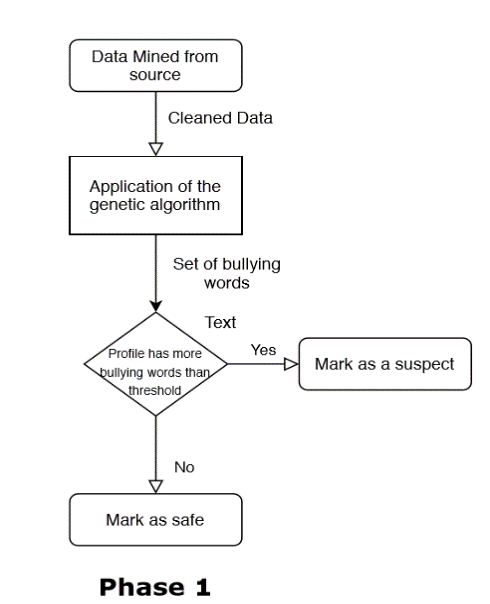 Data Mined from
source
Cleaned Data
Application of the
genetic algorithm
Set of bullying
words
Text
Profile has more
bullying words than
threshold
Yes
Mark as a suspect
No
Mark as safe
Phase 1